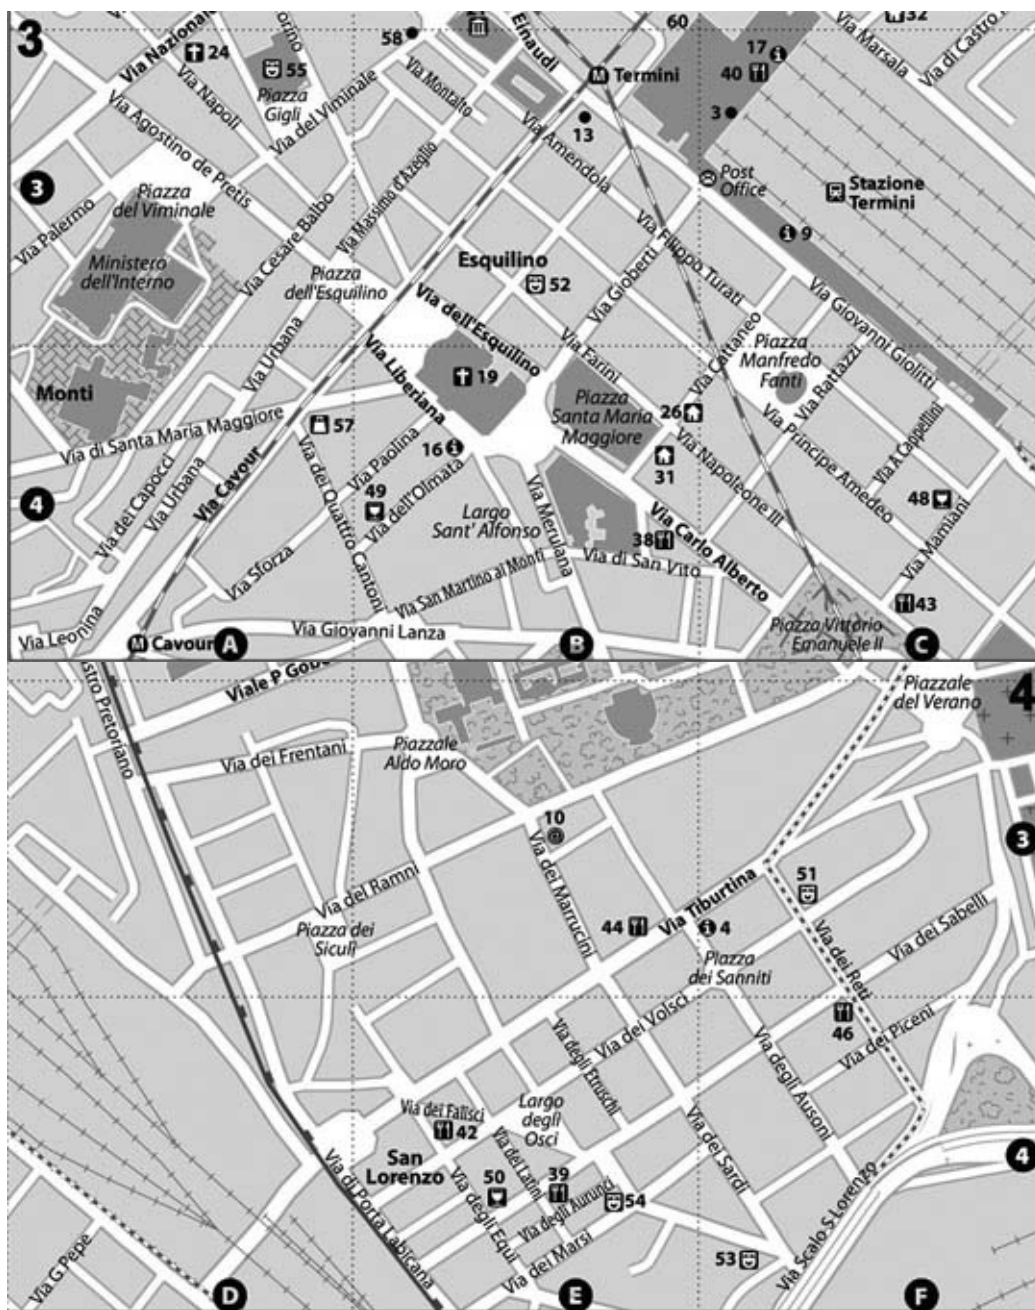 3
Via Nazionale
24
Via Napoli
55
Piazza
Gigli
58
Via del Viminale
Via Montalto
Einaudi
60
Termini
13
17
40
3
32
Via Marsala
Via di Castro
Via Agostino de Pretis
Via Amendola
Post
Office
Stazione
Termini
3
Piazza
del Viminale
Via Palermo
Ministero
dell'Interno
Via Cesare Balbo
Via Massimo d'Azeglio
Piazza
dell'Esquilino
Esquilino
52
Via Filippo Turati
9
Via Gioberti
Via Giovanni Giolitti
Via dell'Esquilino
Via Urbana
Via Farini
Via Cattaneo
Piazza
Manfredo
Fanti
Via Rattazzi
Monti
Via Liberiana
19
Piazza
Santa Maria
Maggiore
26
Via di Santa Maria Maggiore
57
Via Paolina
16
31
Via Principe Amedeo
Via A Cappellini
4
Via dei Capocci
Via Urbana
Via Cavour
Via dei Quattro Cantoni
49
Via dell'Olmata
Largo
Sant' Alfonso
Via Merulana
Via Napoleone III
48
38
Via Carlo Alberto
Via Mamiani
Via Sforza
Via San Martino ai Monti
Via di San Vito
43
Via Leonina
Cavour
A
Via Giovanni Lanza
B
Piazza Vittorio
Emanuele II
C
stro Pretoriano
Viale P Gobe
Piazzale
del Verano
4
Via dei Frentani
Piazzale
Aldo Moro
10
3
Via dei Ramni
Via dei Marrucini
51
Via Tiburtina
Piazza dei
Siculi
44
4
Piazza
dei Sanniti
Via dei Sabelli
Via dei Reti
46
Via dei Piceni
Via dei Volsci
Via degli Etruschi
Via degli Ausoni
Via dei Falisci
42
Largo
degli
Osci
Via dei Sardi
4
San
Lorenzo
Via dei Latini
50
39
Via degli Aurunci
54
Via di Porta Labicana
Via degli Equi
Via dei Marsi
53
Via Scalo S Lorenzo
Via G Pepe
D
E
F